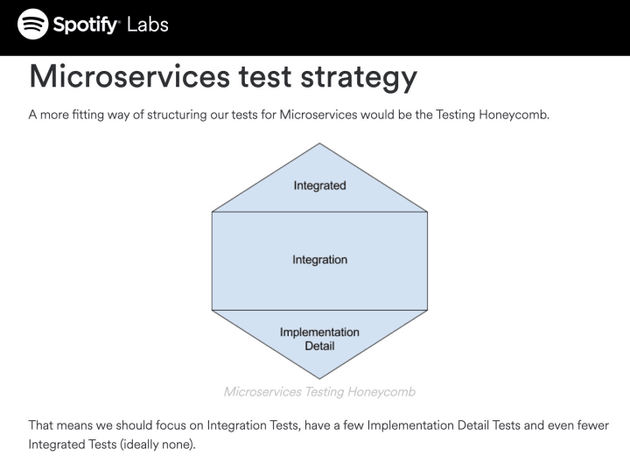 Spotify Labs
Microservices test strategy
A more fitting way of structuring our tests for Microservices would be the Testing Honeycomb.
Integrated
Integration
Implementation
Detail
Microservices Testing Honeycomb
That means we should focus on Integration Tests, have a few Implementation Detail Tests and even fewer
Integrated Tests (ideally none).